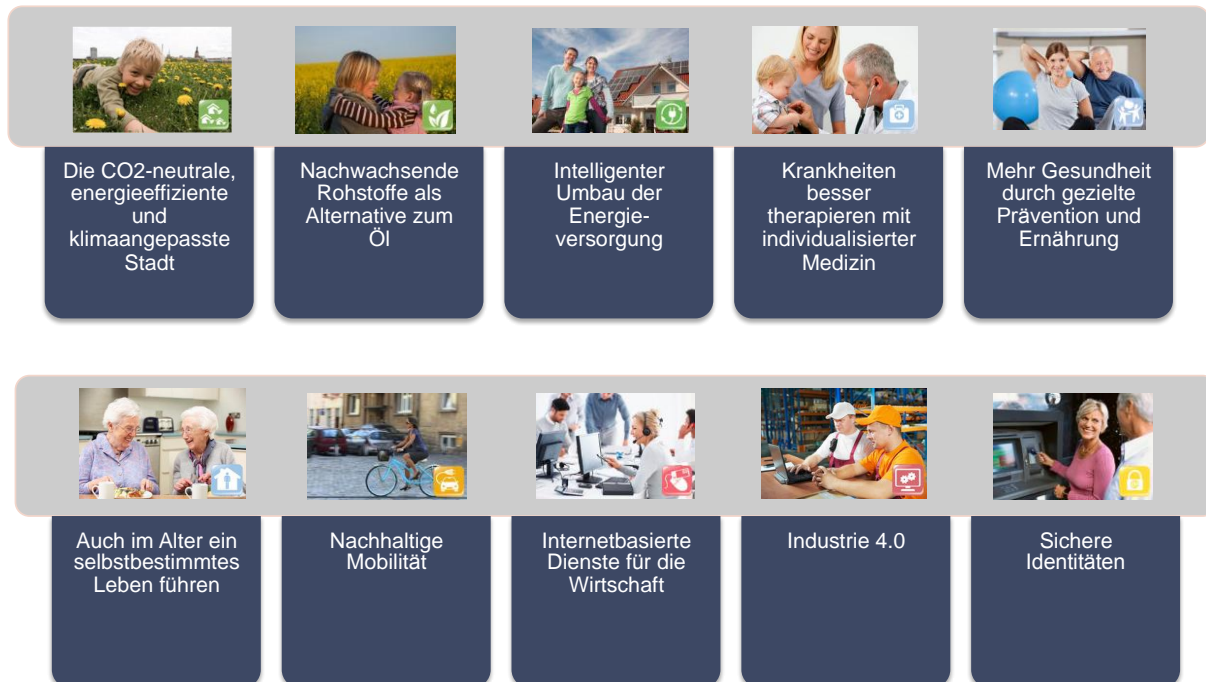 Die CO2-neutrale,
energieeffiziente
und
klimaangepasste
Stadt
Nachwachsende
Rohstoffe als
Alternative zum
Öl
Intelligenter
Umbau der
Energie-
versorgung
Krankheiten
besser
therapieren mit
individualisierter
Medizin
Mehr Gesundheit
durch gezielte
Prävention und
Ernährung
Auch im Alter ein
selbstbestimmtes
Leben führen
Nachhaltige
Mobilität
Internetbasierte
Dienste für die
Wirtschaft
Industrie 4.0
Sichere
Identitäten